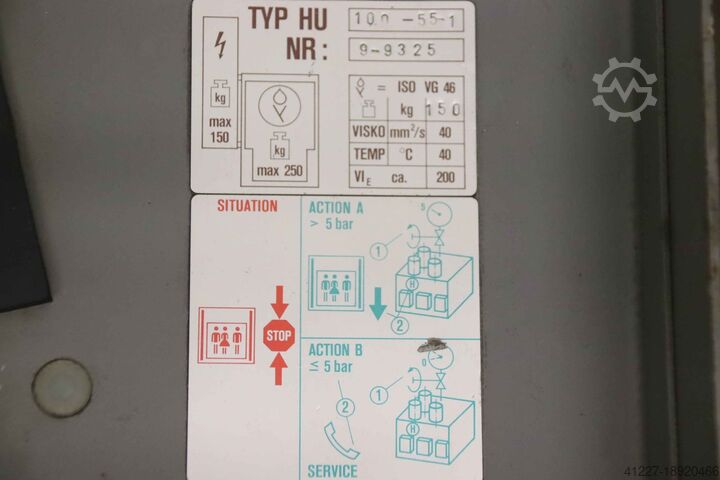 TYP HU 100-55-1
NR: 9-9325
kg
max
150
kg
max 250
= ISO VG 46
kg 150
VISKO mm²/s 40
TEMP °C 40
VIE ca. 200
SITUATION
STOP
ACTION A
> 5 bar
5
1
H
2
ACTION B
≤ 5 bar
0
1
2
H
SERVICE
41227-18920466